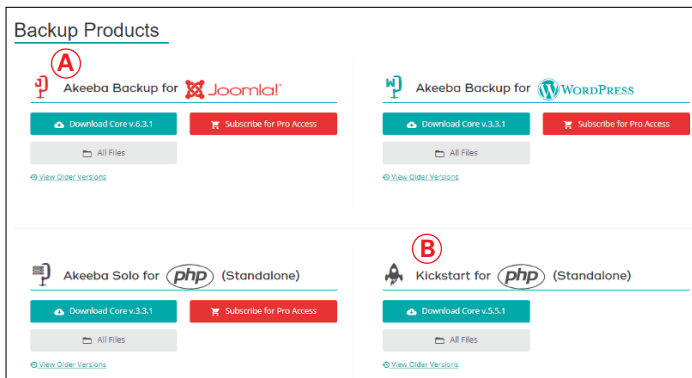 Backup Products
A
Akeeba Backup for Joomla!®
Download Core v.6.3.1
Subscribe for Pro Access
All Files
View Older Versions
Akeeba Backup for WORDPRESS
Download Core v.3.3.1
Subscribe for Pro Access
All Files
View Older Versions
Akeeba Solo for php (Standalone)
Download Core v.3.3.1
Subscribe for Pro Access
All Files
View Older Versions
B
Kickstart for php (Standalone)
Download Core v.5.5.1
All Files
View Older Versions